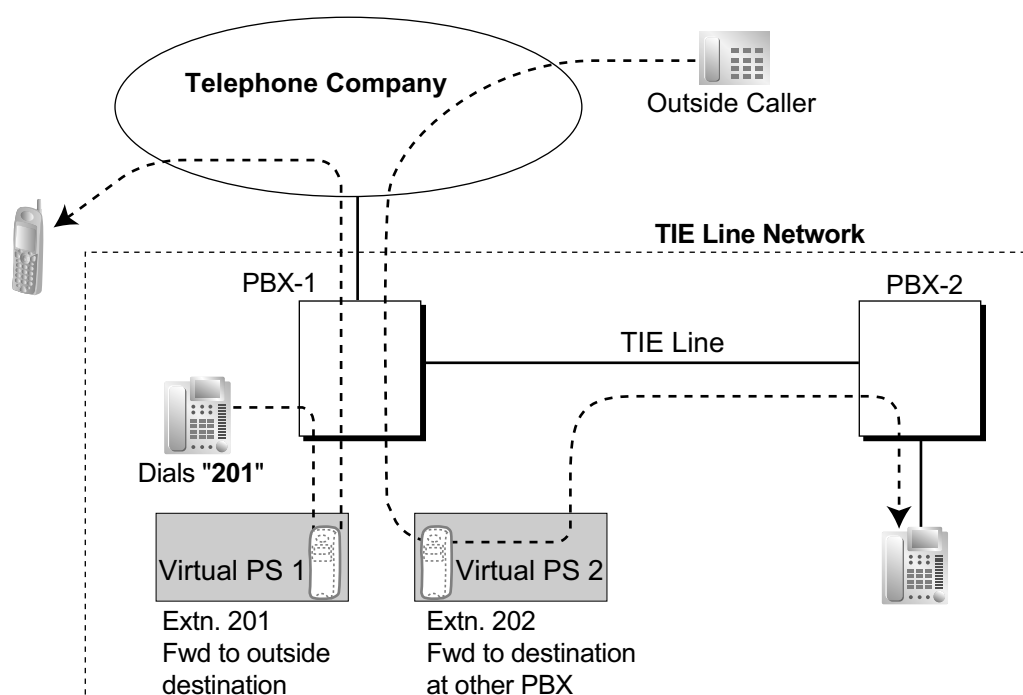 Telephone Company
Outside Caller
TIE Line Network
PBX-1
PBX-2
TIE Line
Dials "201"
Virtual PS 1
Virtual PS 2
Extn. 201
Fwd to outside
destination
Extn. 202
Fwd to destination
at other PBX